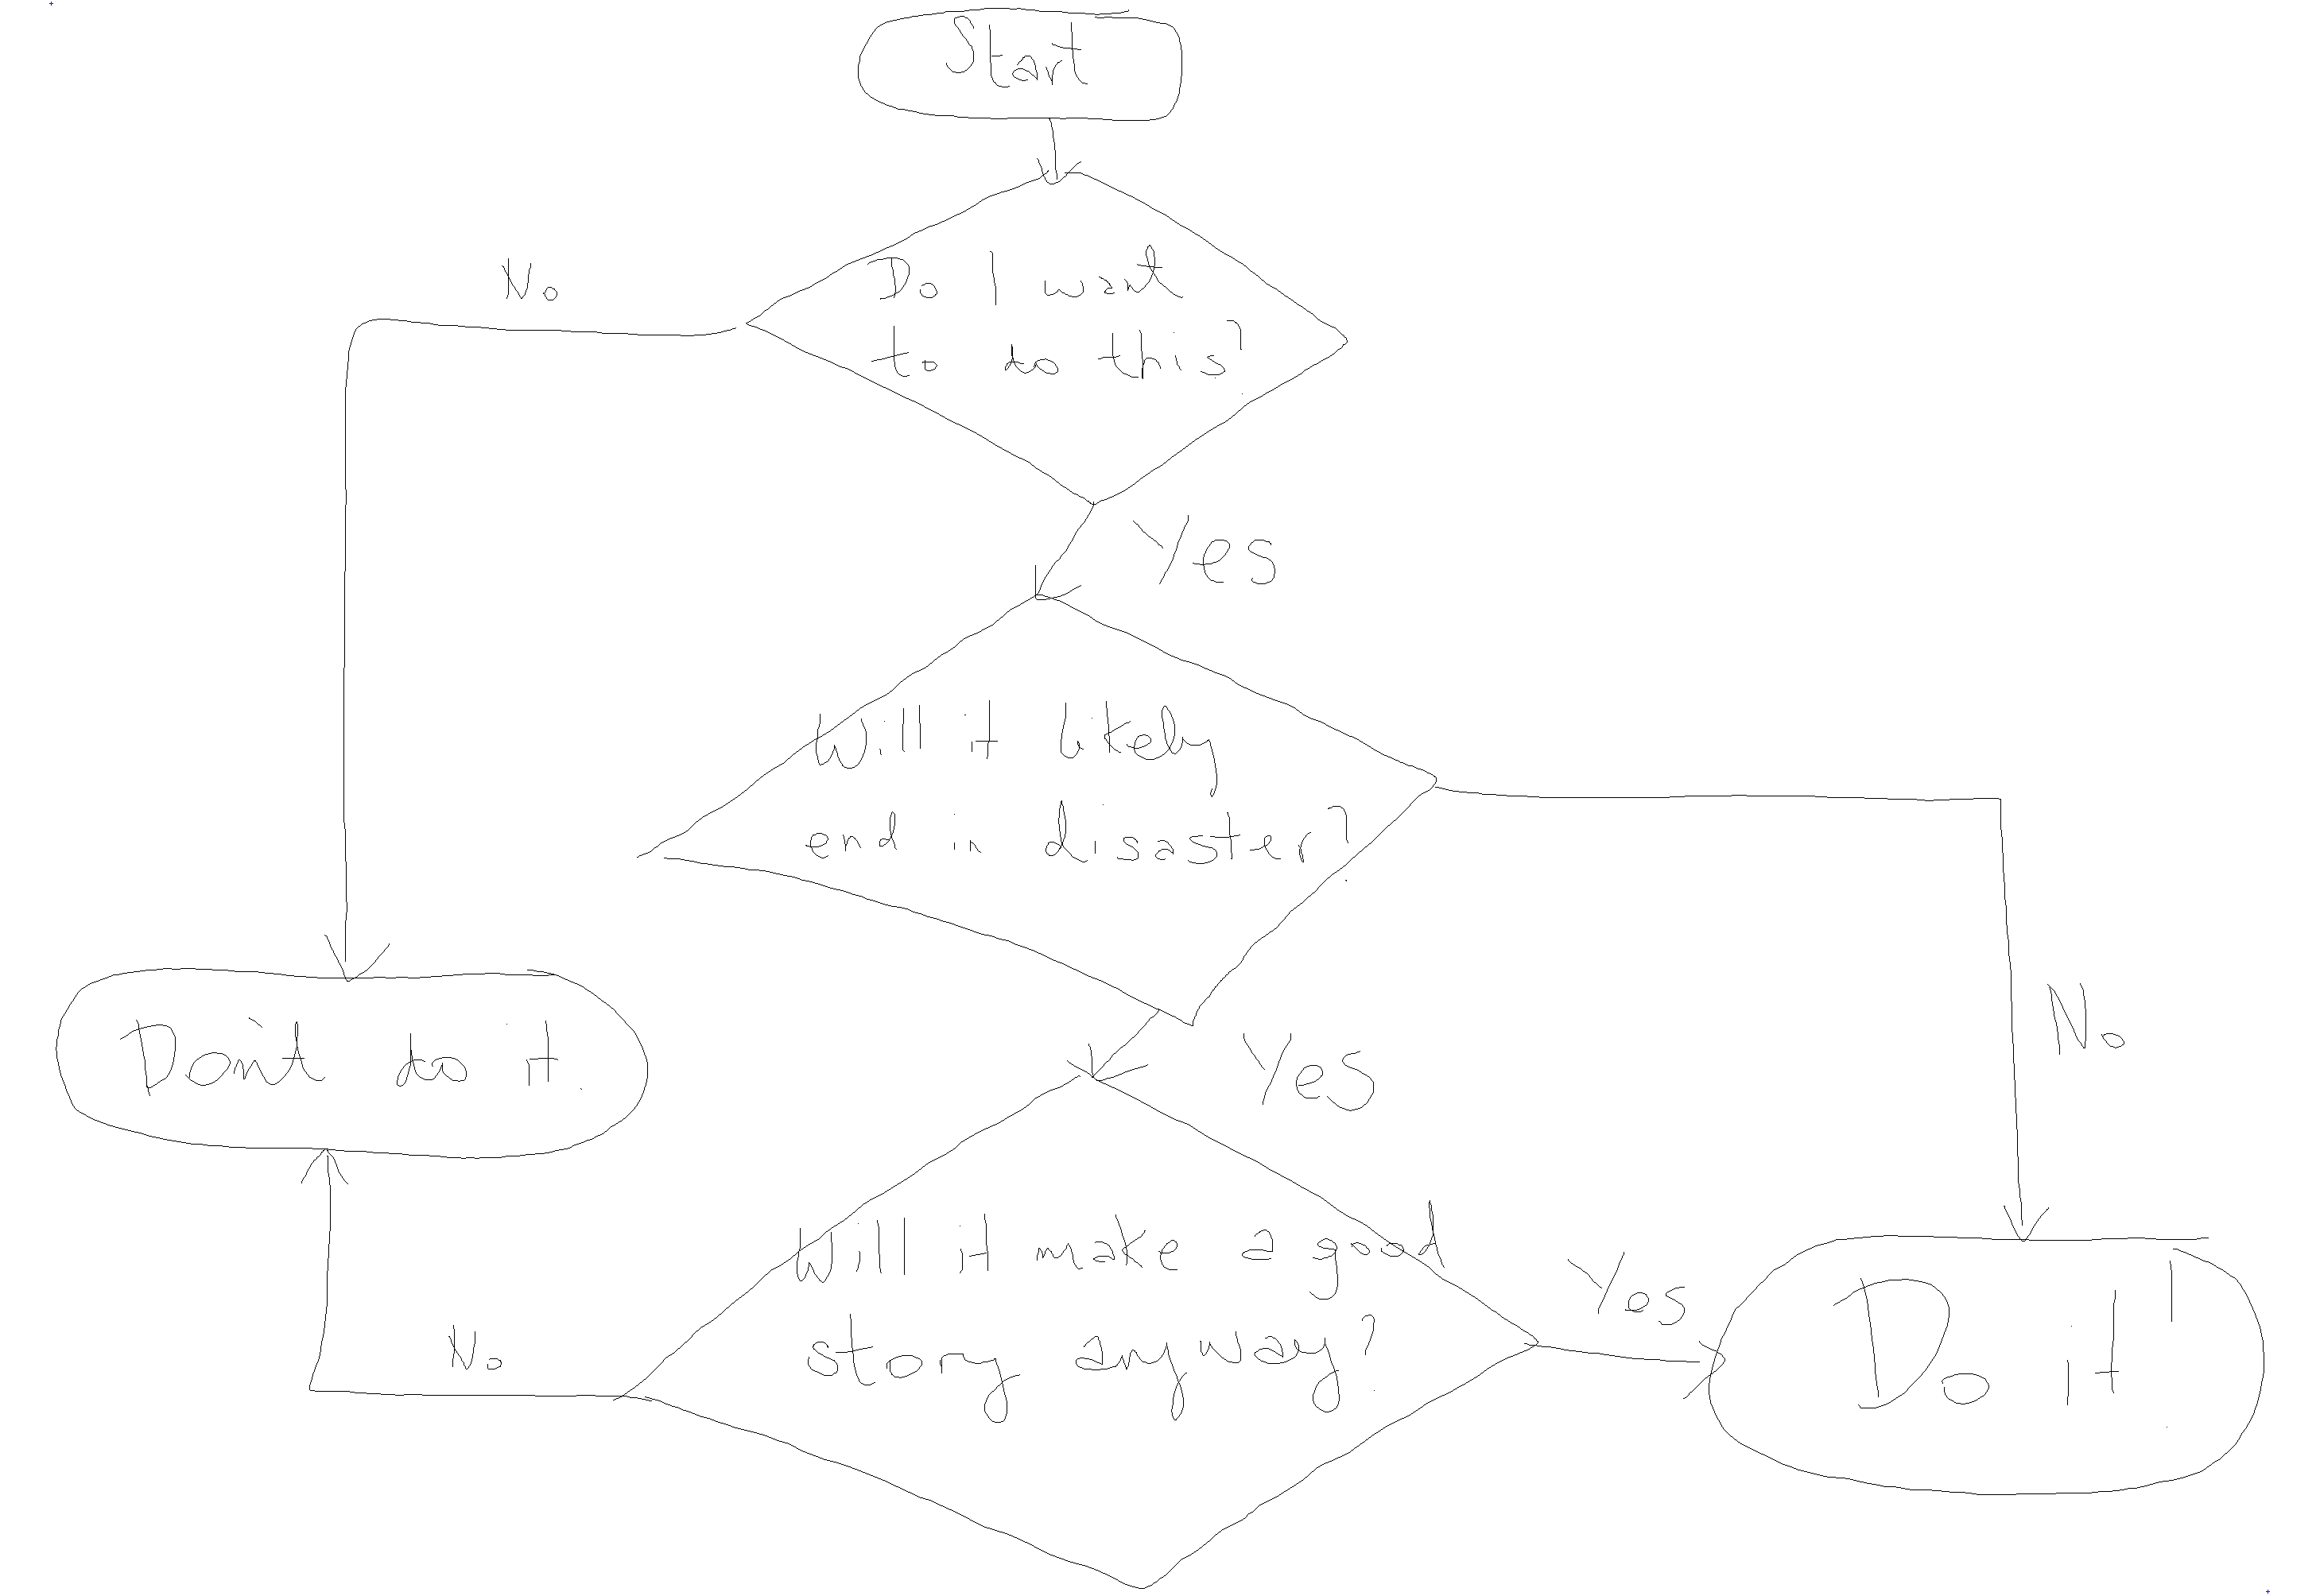 Start
No
Do I want
to do this?
Yes
Will it likely
end in disaster?
No
Don't do it.
Yes
Will it make a good
story anyway?
No
Yes
Do it!